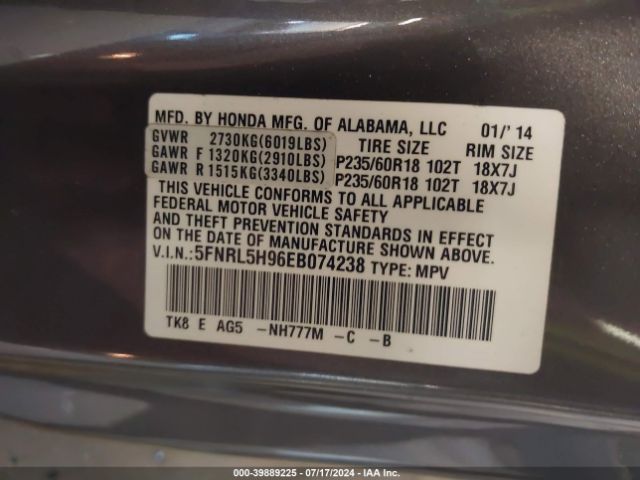 MFD. BY HONDA MFG. OF ALABAMA, LLC 01/'14
GVWR 2730KG(6019LBS) TIRE SIZE RIM SIZE
GAWR F 1320KG(2910LBS) P235/60R18 102T 18X7J
GAWR R 1515KG(3340LBS) P235/60R18 102T 18X7J
THIS VEHICLE CONFORMS TO ALL APPLICABLE
FEDERAL MOTOR VEHICLE SAFETY
AND THEFT PREVENTION STANDARDS IN EFFECT
ON THE DATE OF MANUFACTURE SHOWN ABOVE.
V.I.N.:5FNRL5H96EB074238 TYPE: MPV
TK8 E AG5 -NH777M -C -B
000-39889225 - 07/17/2024 - IAA Inc.